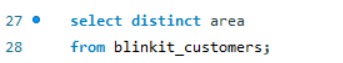 27 select distinct area
28 from blinkit_customers;